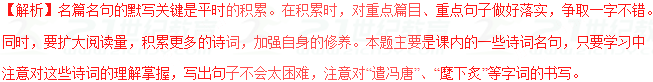 【解析】名篇名句的默写关键是平时的积累。在积累时，对重点篇目、重点句子做好落实，争取一字不错。
同时，要扩大阅读量，积累更多的诗词，加强自身的修养。本题主要是课内的一些诗词名句，只要学习中
注意对这些诗词的理解掌握，写出句子不会太困难，注意对“遣冯唐”、“麾下炙”等字词的书写。